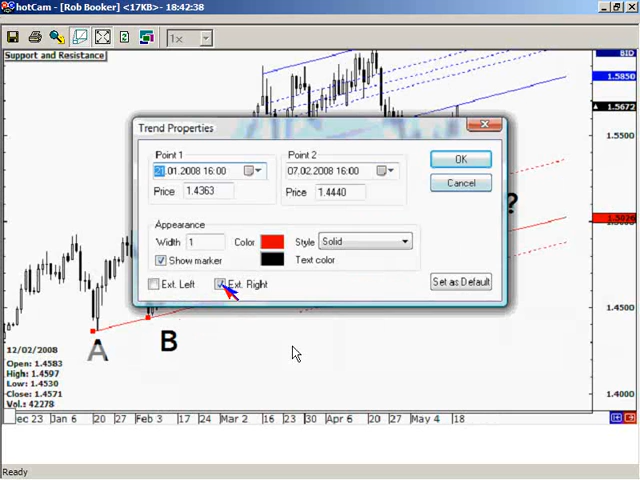 hotCam - [Rob Booker] <17KB> - 18:42:38
1×
Support and Resistance
BID
1.5850
1.5672
1.5500
1.5026
1.4500
1.4000
Trend Properties
Point 1
Point 2
21.01.2008 16:00
07.02.2008 16:00
Price 1.4363
Price 1.4440
OK
Cancel
Appearance
Width 1 Color Style Solid
Show marker Text color
Ext. Left Ext. Right
Set as Default
?
A
B
12/02/2008
Open: 1.4583
High: 1.4597
Low: 1.4530
Close: 1.4571
Vol.: 42278
ec 23 Jan 6 20 27 Feb 3 17 24 Mar 2 16 23 30 Apr 6 20 27 May 4 18
Ready